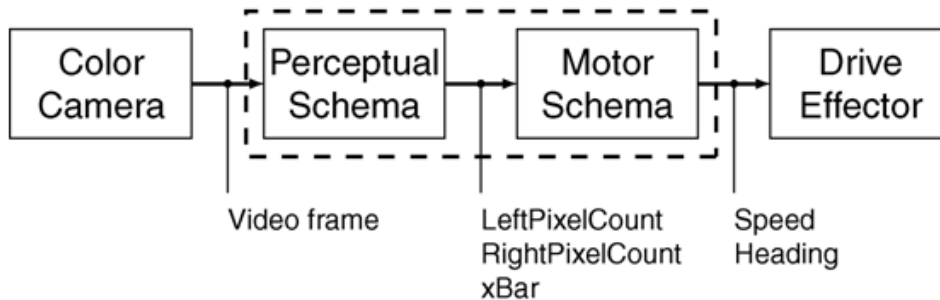 Color
Camera
Perceptual
Schema
Motor
Schema
Drive
Effector
Video frame
LeftPixelCount
RightPixelCount
xBar
Speed
Heading